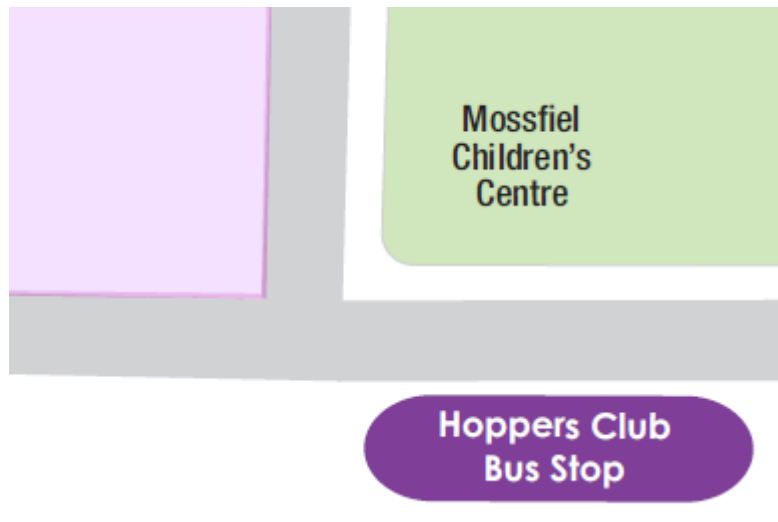 Mossfiel
Children's
Centre
Hoppers Club
Bus Stop